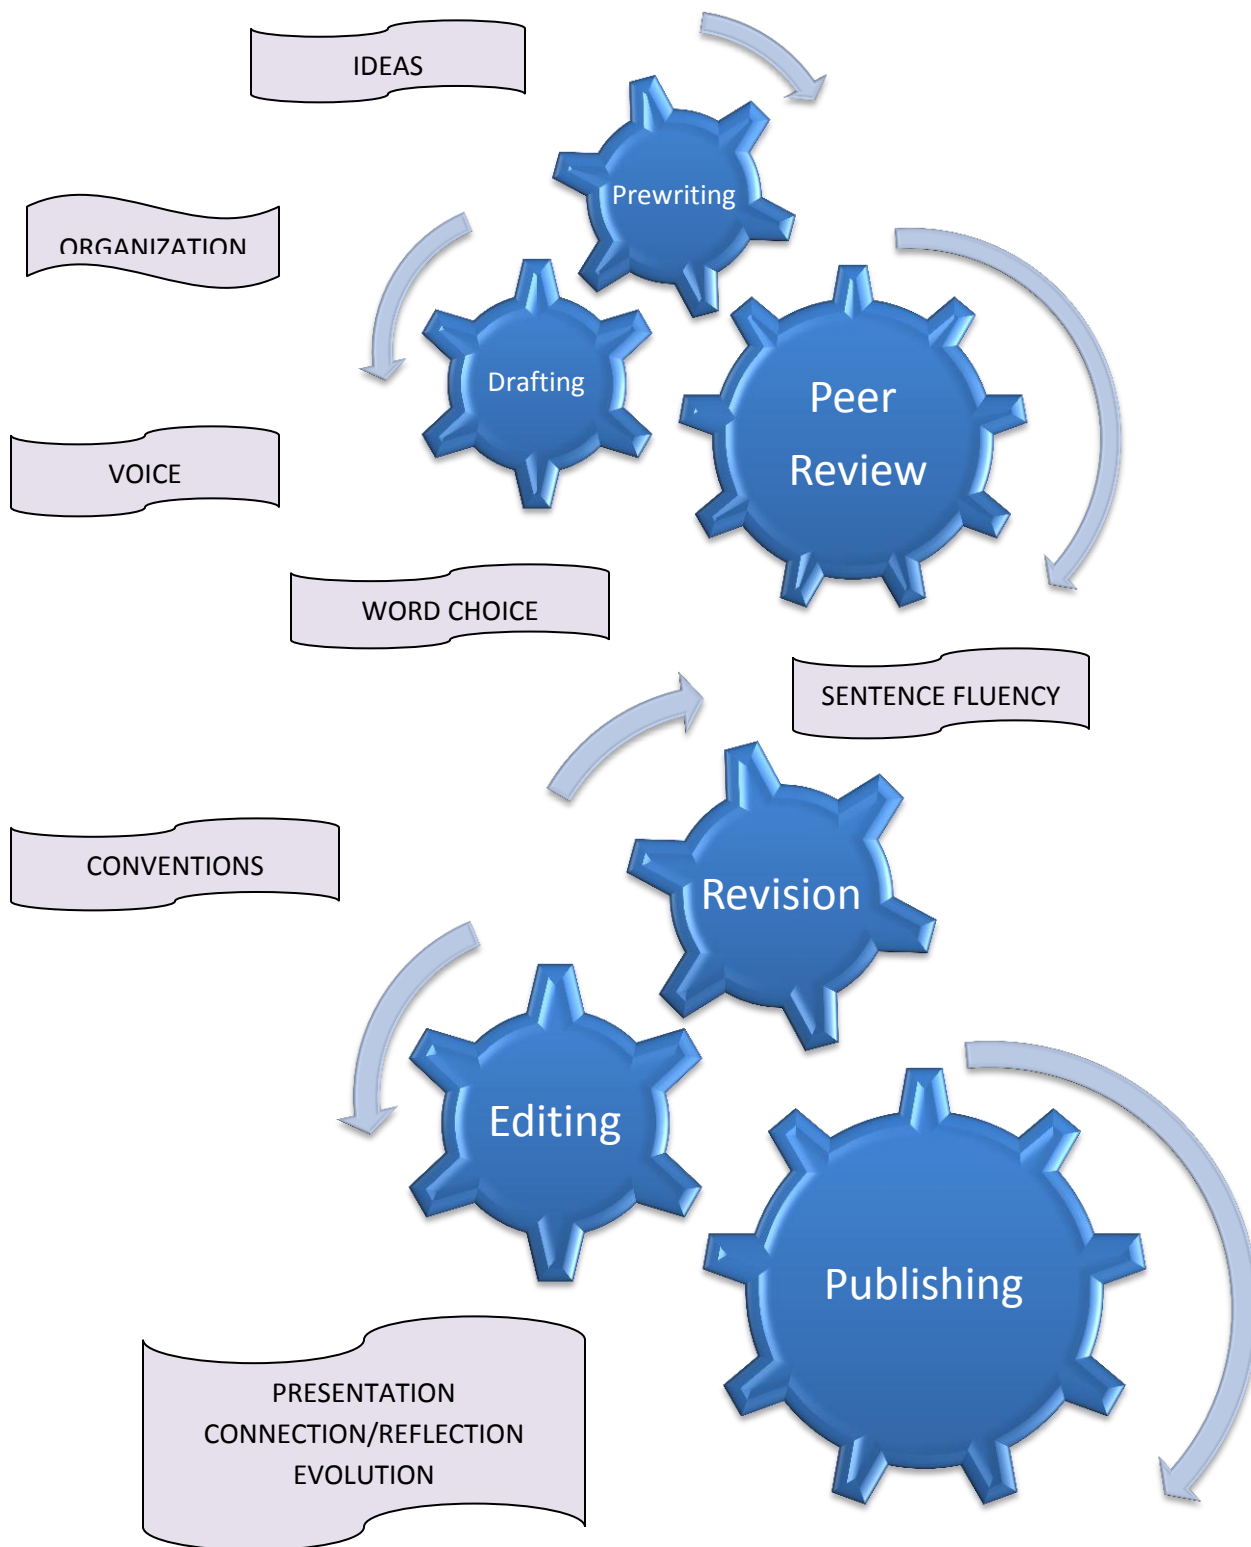 IDEAS
Prewriting
ORGANIZATION
Drafting
Peer
Review
VOICE
WORD CHOICE
SENTENCE FLUENCY
CONVENTIONS
Revision
Editing
Publishing
PRESENTATION
CONNECTION/REFLECTION
EVOLUTION